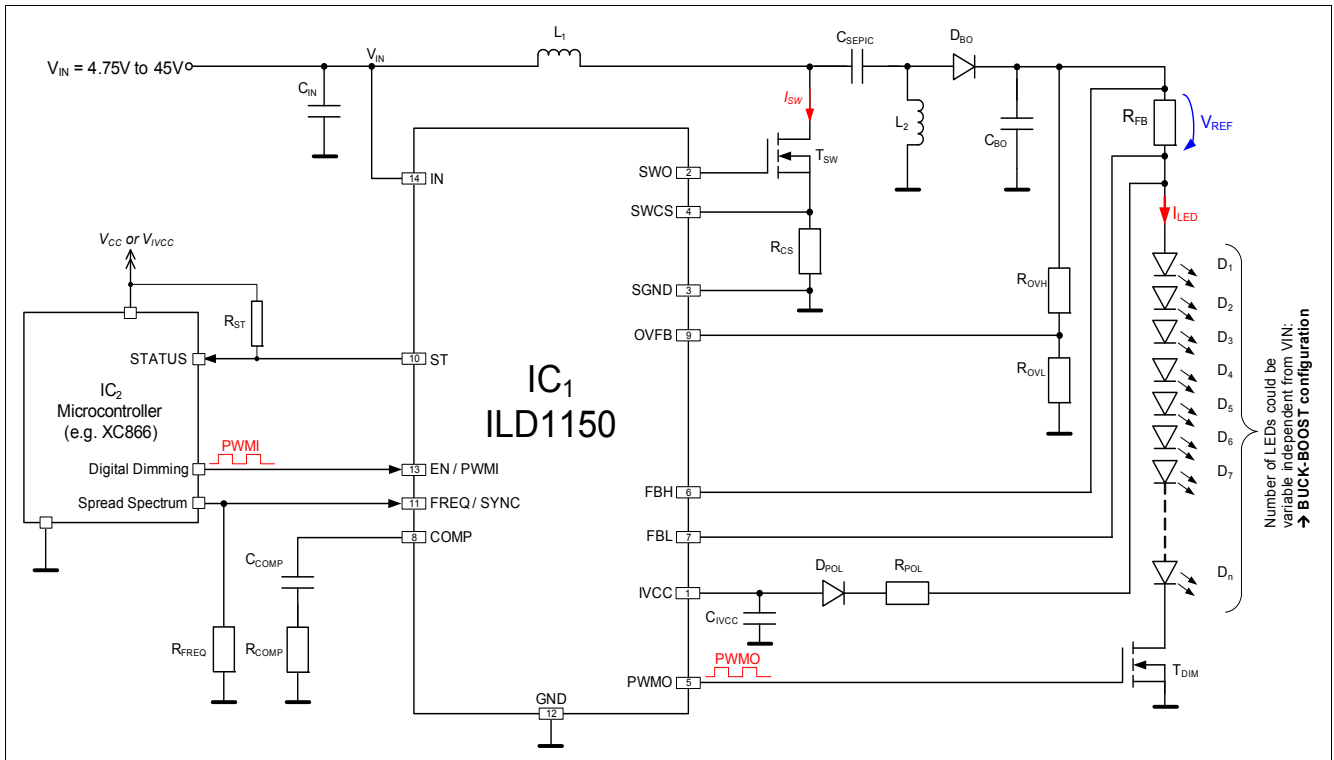 L1
CSEPIC
DBO
VIN = 4.75V to 45V
VIN
CIN
ISW
L2
CBO
RFB
VREF
TSW
14
IN
SWO
2
SWCS
4
RCS
ILED
VCC or VIVCC
RST
SGND
3
ROVH
D1
D2
OVFB
9
D3
STATUS
10
ST
IC1
ILD1150
ROVL
D4
D5
D6
D7
IC2
Microcontroller
(e.g. XC866)
PWMI
Digital Dimming
13
EN / PWMI
Spread Spectrum
11
FREQ / SYNC
FBH
6
8
COMP
FBL
7
Number of LEDs could be
variable independent from VIN:
→ BUCK-BOOST configuration
CCOMP
DPOL
RPOL
Dn
IVCC
1
CIVCC
RFREQ
RCOMP
PWMO
PWMO
5
TDIM
GND
12